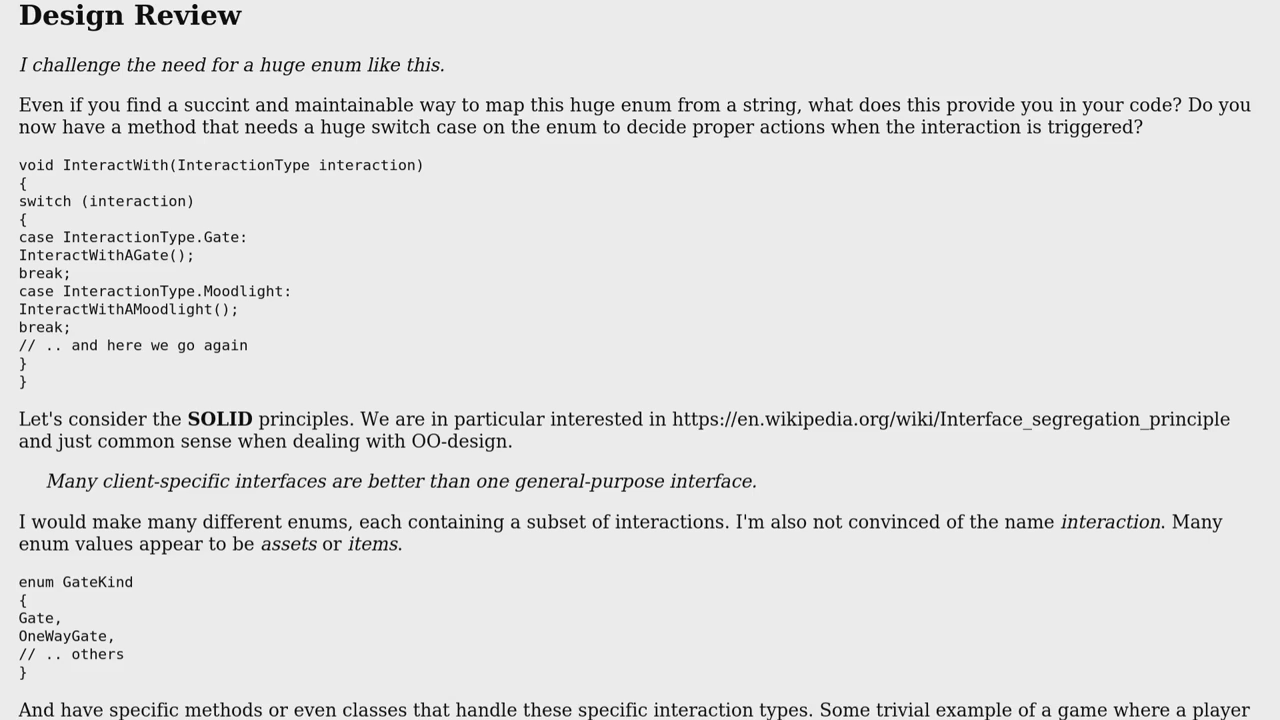 Design Review
I challenge the need for a huge enum like this.
Even if you find a succint and maintainable way to map this huge enum from a string, what does this provide you in your code? Do you
now have a method that needs a huge switch case on the enum to decide proper actions when the interaction is triggered?
void InteractWith(InteractionType interaction)
{
switch (interaction)
{
case InteractionType.Gate:
InteractWithAGate();
break;
case InteractionType.Moodlight:
InteractWithAMoodlight();
break;
// .. and here we go again
}
}
Let's consider the SOLID principles. We are in particular interested in https://en.wikipedia.org/wiki/Interface_segregation_principle
and just common sense when dealing with OO-design.
Many client-specific interfaces are better than one general-purpose interface.
I would make many different enums, each containing a subset of interactions. I'm also not convinced of the name interaction. Many
enum values appear to be assets or items.
enum GateKind
{
Gate,
OneWayGate,
// .. others
}
And have specific methods or even classes that handle these specific interaction types. Some trivial example of a game where a player